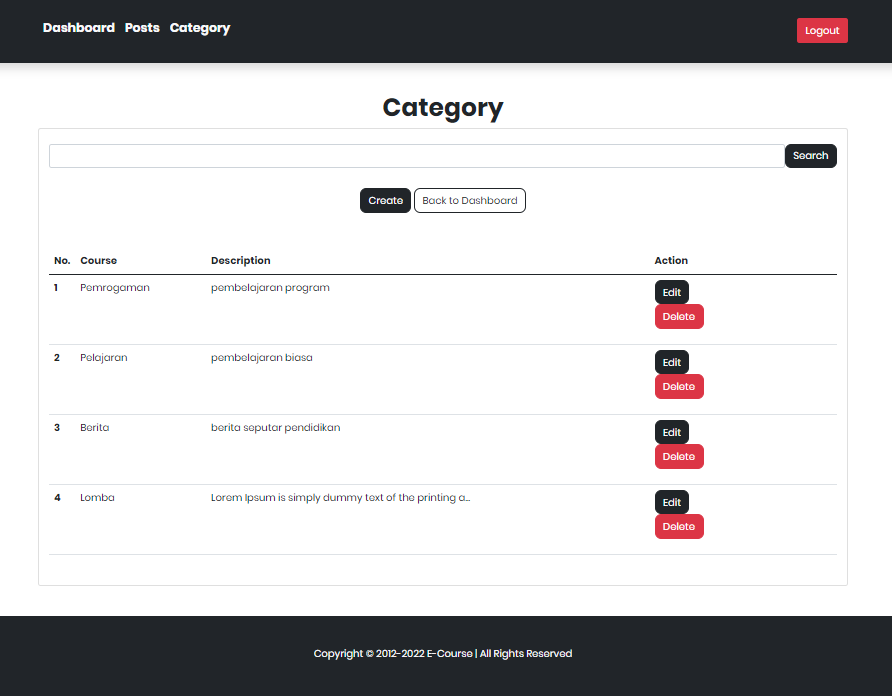 Dashboard Posts Category Logout
Category
Search
Create Back to Dashboard
No. Course Description Action
1 Pemrogaman pembelajaran program Edit
Delete
2 Pelajaran pembelajaran biasa Edit
Delete
3 Berita berita seputar pendidikan Edit
Delete
4 Lomba Lorem Ipsum is simply dummy text of the printing a... Edit
Delete
Copyright © 2012-2022 E-Course | All Rights Reserved